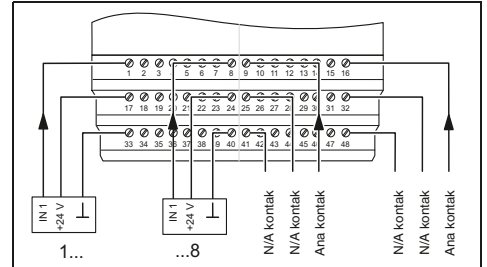 1 2 3 5 6 7 8 9 10 11 12 13 14 15 16
17 18 19 20 21 22 23 24 25 26 27 28 29 30 31 32
33 34 35 36 37 38 39 40 41 42 43 44 45 46 47 48
IN 1
+24 V
1...
IN 1
+24 V
...8
N/A kontak
N/A kontak
Ana kontak
N/A kontak
N/A kontak
Ana kontak